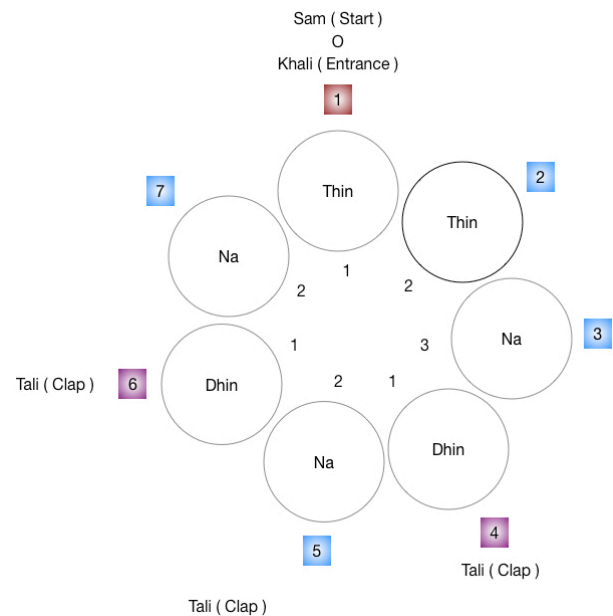 Sam ( Start )
O
Khali ( Entrance )
1
Thin
2
Thin
7
Na
1
2
2
3
Na
3
1
Tali ( Clap )
6
Dhin
2
1
Na
Dhin
4
5
Tali ( Clap )
Tali ( Clap )